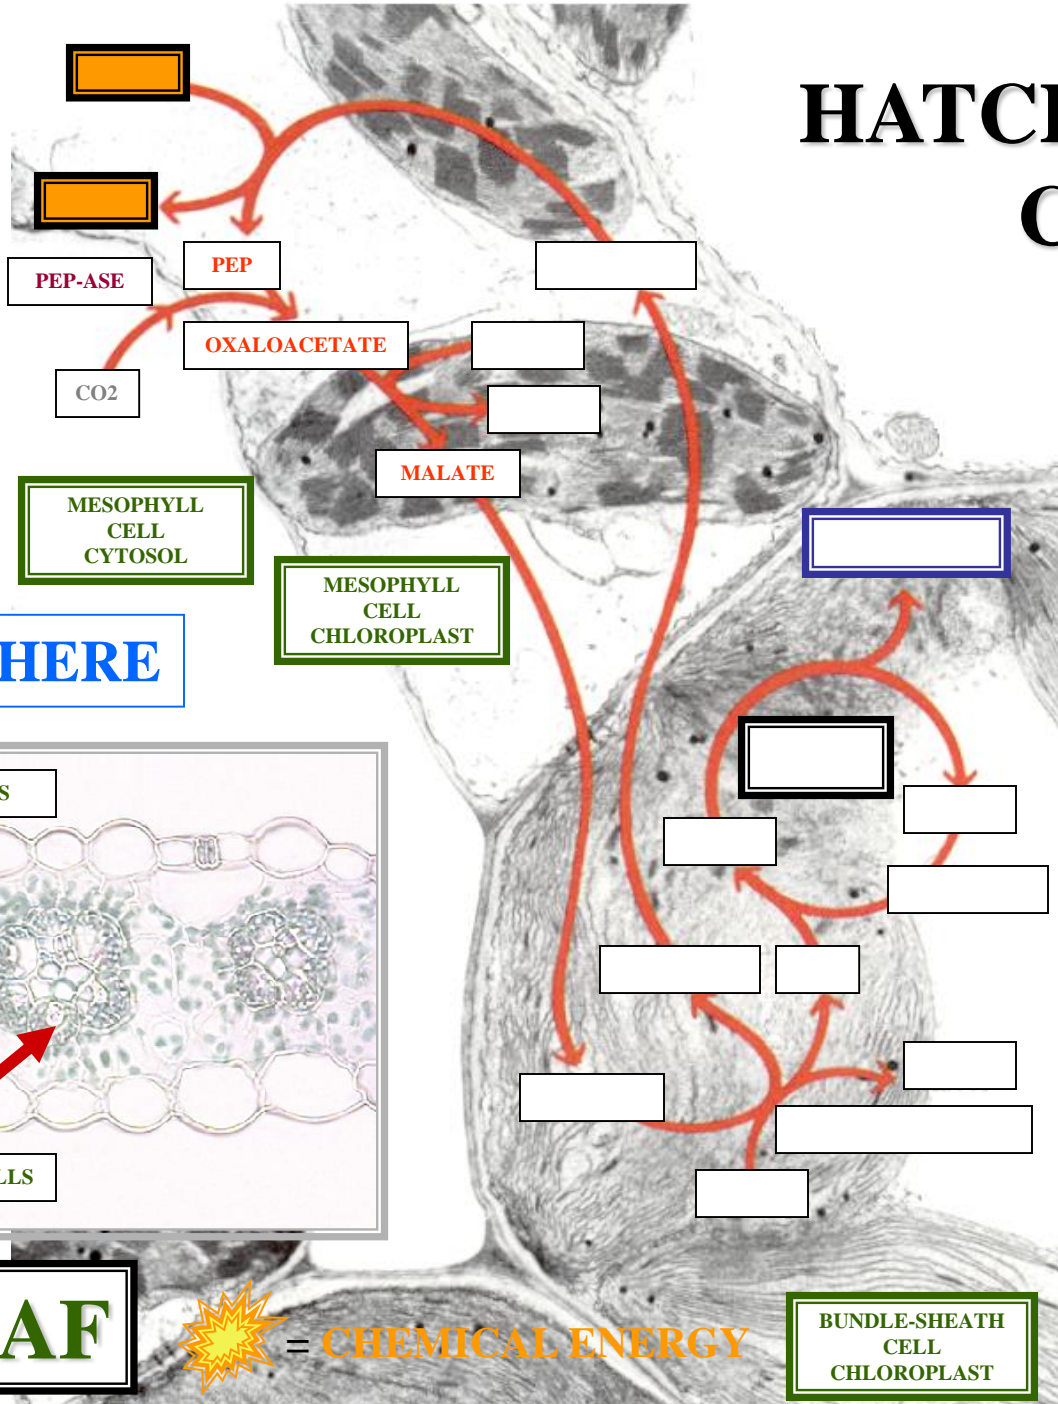 HATCH
C
PEP-ASE
PEP
OXALOACETATE
CO2
MALATE
MESOPHYLL
CELL
CYTOSOL
MESOPHYLL
CELL
CHLOROPLAST
HERE
S
LLS
AF
= CHEMICAL ENERGY
BUNDLE-SHEATH
CELL
CHLOROPLAST